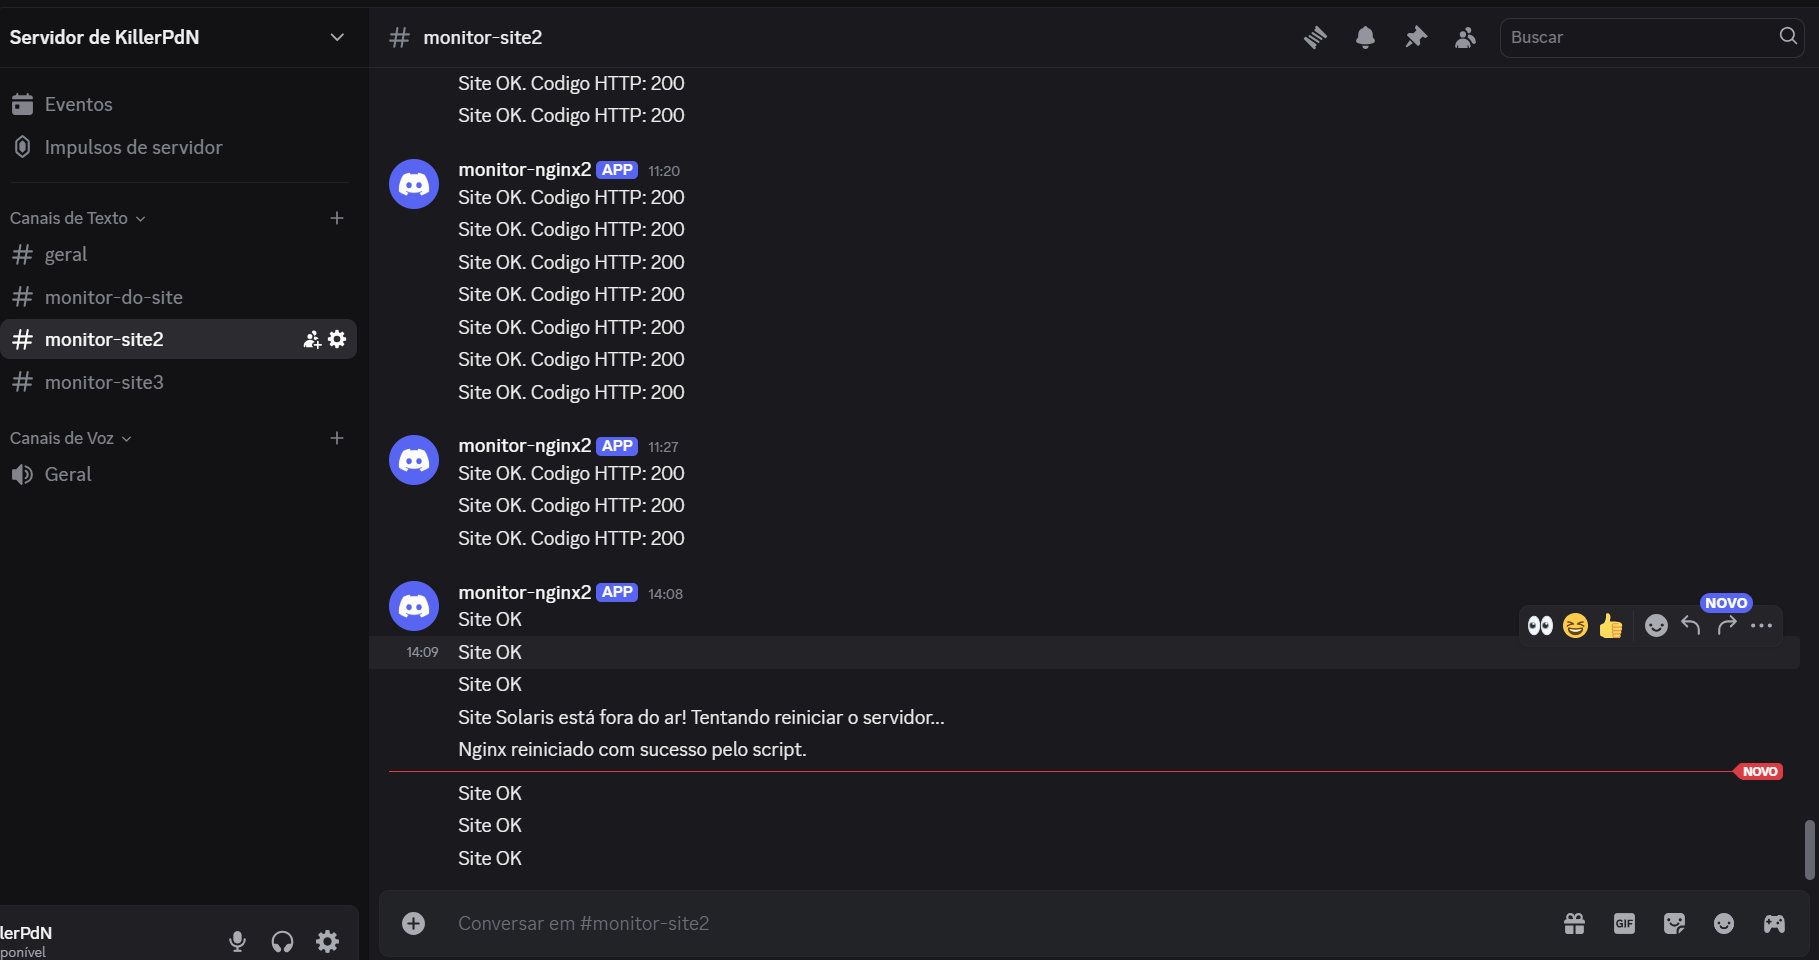 Servidor de KillerPdN
Eventos
Impulsos de servidor
Canais de Texto
geral
monitor-do-site
monitor-site2
monitor-site3
Canais de Voz
Geral
lerPdN
ponível
monitor-site2
Buscar
Site OK. Codigo HTTP: 200
Site OK. Codigo HTTP: 200
monitor-nginx2 APP 11:20
Site OK. Codigo HTTP: 200
Site OK. Codigo HTTP: 200
Site OK. Codigo HTTP: 200
Site OK. Codigo HTTP: 200
Site OK. Codigo HTTP: 200
Site OK. Codigo HTTP: 200
Site OK. Codigo HTTP: 200
monitor-nginx2 APP 11:27
Site OK. Codigo HTTP: 200
Site OK. Codigo HTTP: 200
Site OK. Codigo HTTP: 200
monitor-nginx2 APP 14:08
Site OK
NOVO
14:09 Site OK
Site OK
Site Solaris está fora do ar! Tentando reiniciar o servidor...
Nginx reiniciado com sucesso pelo script.
NOVO
Site OK
Site OK
Site OK
Conversar em #monitor-site2
GIF